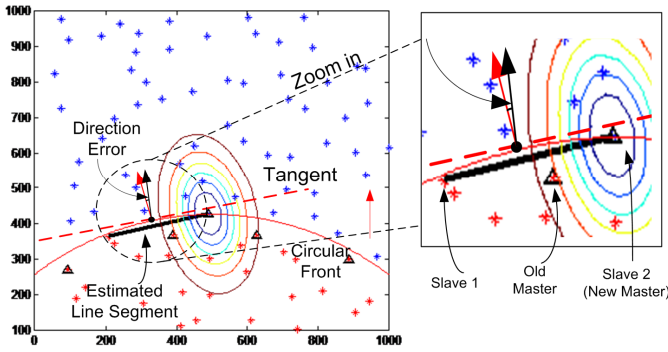 1000
900
800
700
600
500
400
300
200
100
0
200
400
600
800
1000
Zoom in
Direction
Error
Tangent
Circular
Front
Estimated
Line Segment
Slave 1
Old
Master
Slave 2
(New Master)